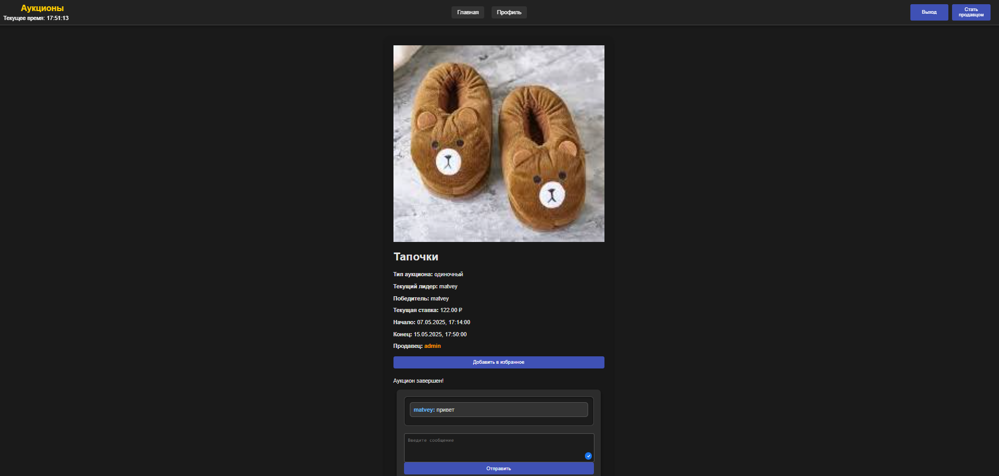 Аукционы
Текущее время: 17:51:13
Главная
Профиль
Выход
Стать
продавцом
Тапочки
Тип аукциона: одиночный
Текущий лидер: matvey
Победитель: matvey
Текущая ставка: 122.00 ₽
Начало: 07.05.2025, 17:14:00
Конец: 15.05.2025, 17:50:00
Продавец: admin
Добавить в избранное
Аукцион завершен!
matvey: привет
Введите сообщение
Отправить